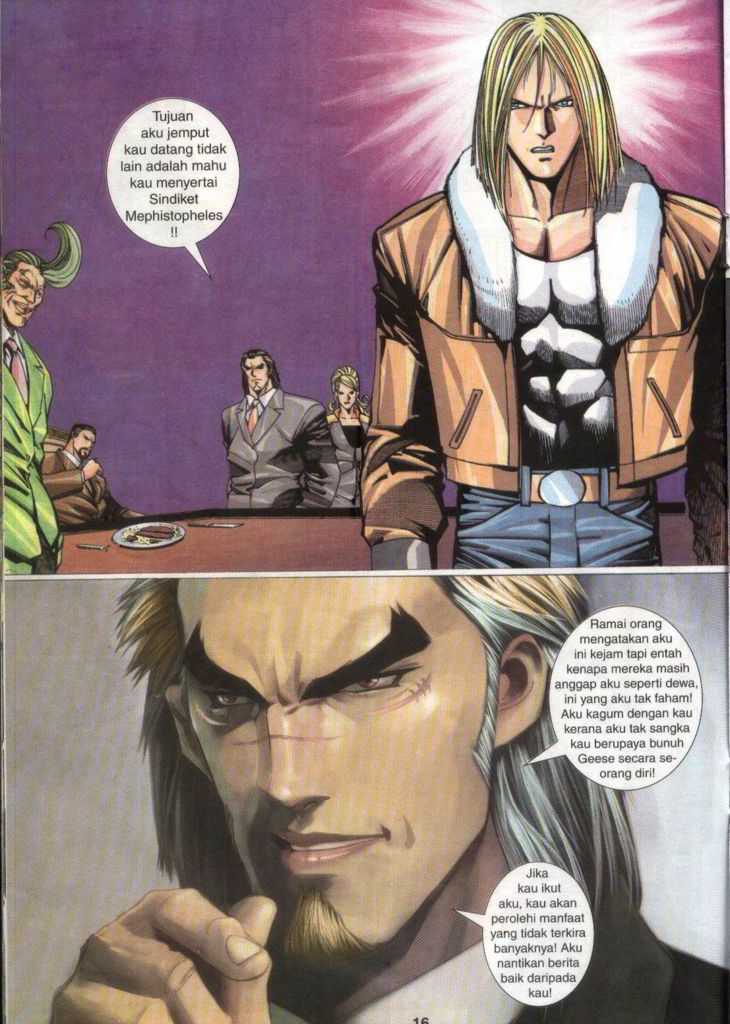 Tujuan
aku jemput
kau datang tidak
lain adalah mahu
kau menyertai
Sindiket
Mephistopheles
!!
Ramai orang
mengatakan aku
ini kejam tapi entah
kenapa mereka masih
anggap aku seperti dewa,
ini yang aku tak faham!
Aku kagum dengan kau
kerana aku tak sangka
kau berupaya bunuh
Geese secara se-
orang diri!
Jika
kau ikut
aku, kau akan
perolehi manfaat
yang tidak terkira
banyaknya! Aku
nantikan berita
baik daripada
kau!
16